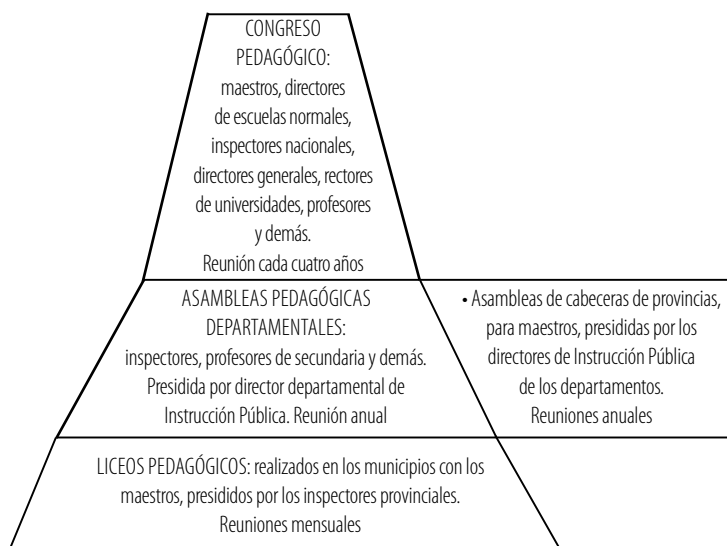 CONGRESO
PEDAGÓGICO:
maestros, directores
de escuelas normales,
inspectores nacionales,
directores generales, rectores
de universidades, profesores
y demás.
Reunión cada cuatro años
ASAMBLEAS PEDAGÓGICAS
DEPARTAMENTALES:
inspectores, profesores de secundaria y demás.
Presidida por director departamental de
Instrucción Pública. Reunión anual
• Asambleas de cabeceras de provincias,
para maestros, presididas por los
directores de Instrucción Pública
de los departamentos.
Reuniones anuales
LICEOS PEDAGÓGICOS: realizados en los municipios con los
maestros, presididos por los inspectores provinciales.
Reuniones mensuales